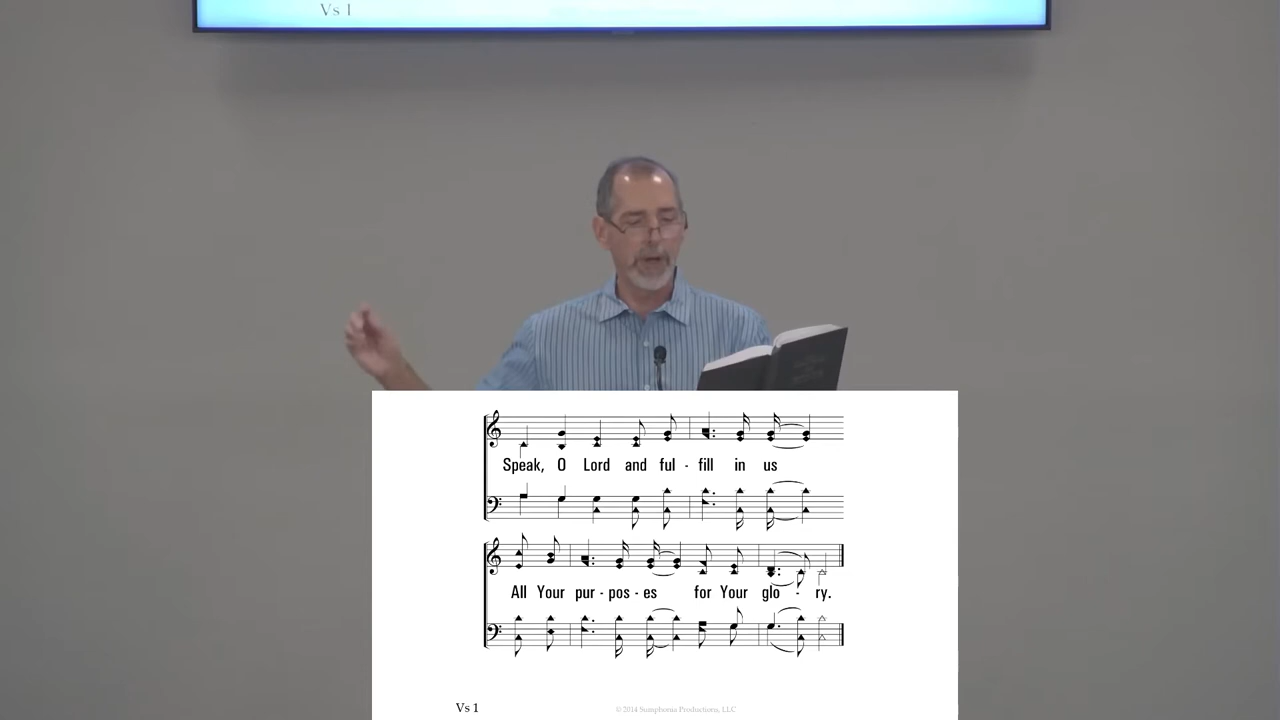 Vs 1
Speak, O Lord and ful - fill in us
All Your pur - pos - es for Your glo - ry.
Vs 1
© 2014 Sumphonia Productions, LLC